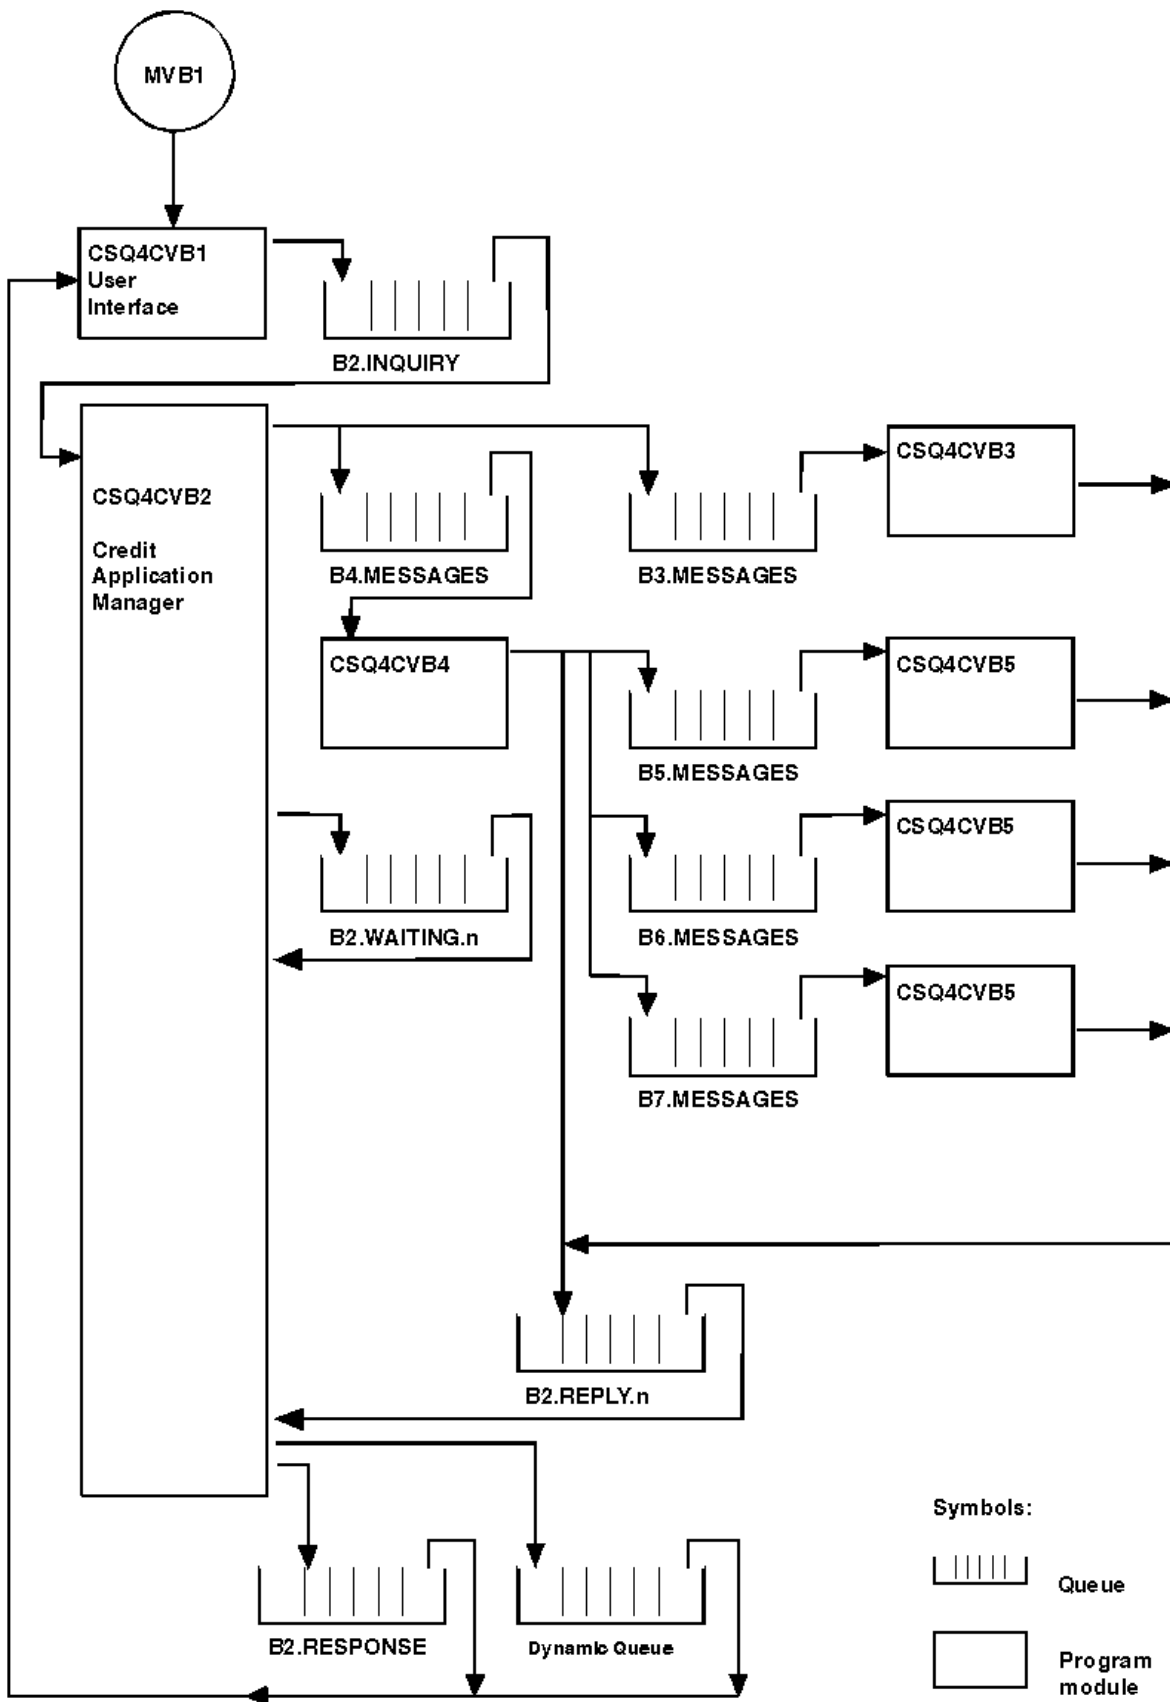 MVB1
CSQ4CVB1
User
Interface
B2.INQUIRY
CSQ4CVB2
Credit
Application
Manager
CSQ4CVB3
B4.MESSAGES
B3.MESSAGES
CSQ4CVB4
CSQ4CVB5
B5.MESSAGES
CSQ4CVB5
B2.WAITING.n
B6.MESSAGES
CSQ4CVB5
B7.MESSAGES
B2.REPLY.n
B2.RESPONSE
Dynamic Queue
Symbols:
Queue
Program
module